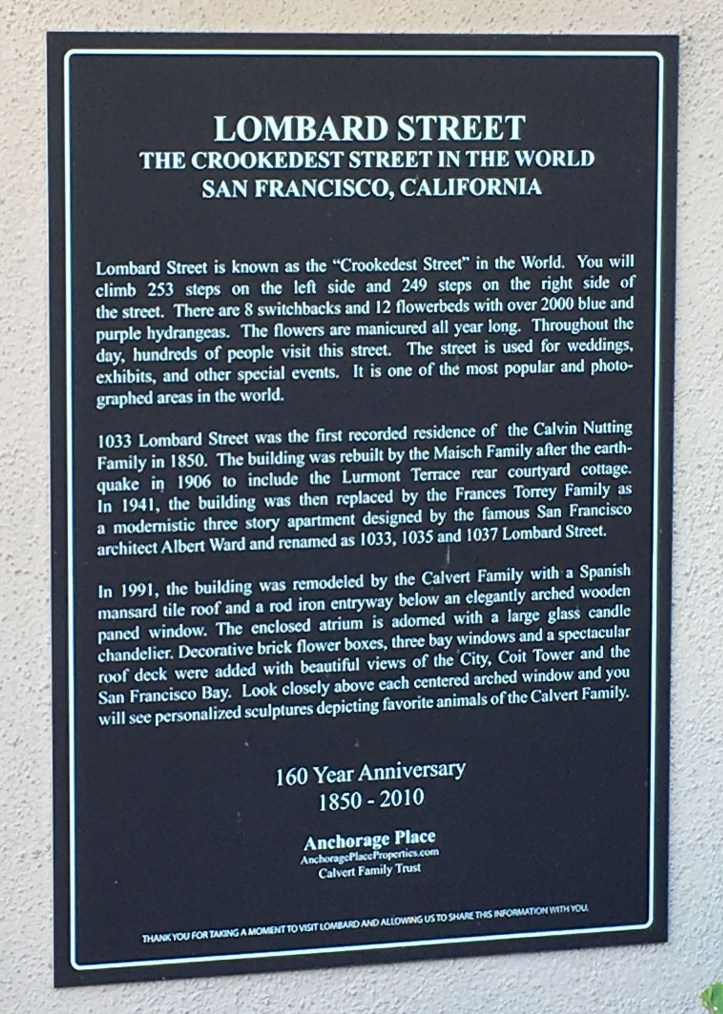 LOMBARD STREET
THE CROOKEDEST STREET IN THE WORLD
SAN FRANCISCO, CALIFORNIA
Lombard Street is known as the “Crookedest Street” in the World. You will
climb 253 steps on the left side and 249 steps on the right side of
the street. There are 8 switchbacks and 12 flowerbeds with over 2000 blue and
purple hydrangeas. The flowers are manicured all year long. Throughout the
day, hundreds of people visit this street. The street is used for weddings,
exhibits, and other special events. It is one of the most popular and photo-
graphed areas in the world.
1033 Lombard Street was the first recorded residence of the Calvin Nutting
Family in 1850. The building was rebuilt by the Maisch Family after the earth-
quake in 1906 to include the Lurmont Terrace rear courtyard cottage.
In 1941, the building was then replaced by the Frances Torrey Family as
a modernistic three story apartment designed by the famous San Francisco
architect Albert Ward and renamed as 1033, 1035 and 1037 Lombard Street.
In 1991, the building was remodeled by the Calvert Family with a Spanish
mansard tile roof and a rod iron entryway below an elegantly arched wooden
paned window. The enclosed atrium is adorned with a large glass candle
chandelier. Decorative brick flower boxes, three bay windows and a spectacular
roof deck were added with beautiful views of the City, Coit Tower and the
San Francisco Bay. Look closely above each centered arched window and you
will see personalized sculptures depicting favorite animals of the Calvert Family.
160 Year Anniversary
1850 - 2010
Anchorage Place
AnchoragePlaceProperties.com
Calvert Family Trust
THANK YOU FOR TAKING A MOMENT TO VISIT LOMBARD AND ALLOWING US TO SHARE THIS INFORMATION WITH YOU.